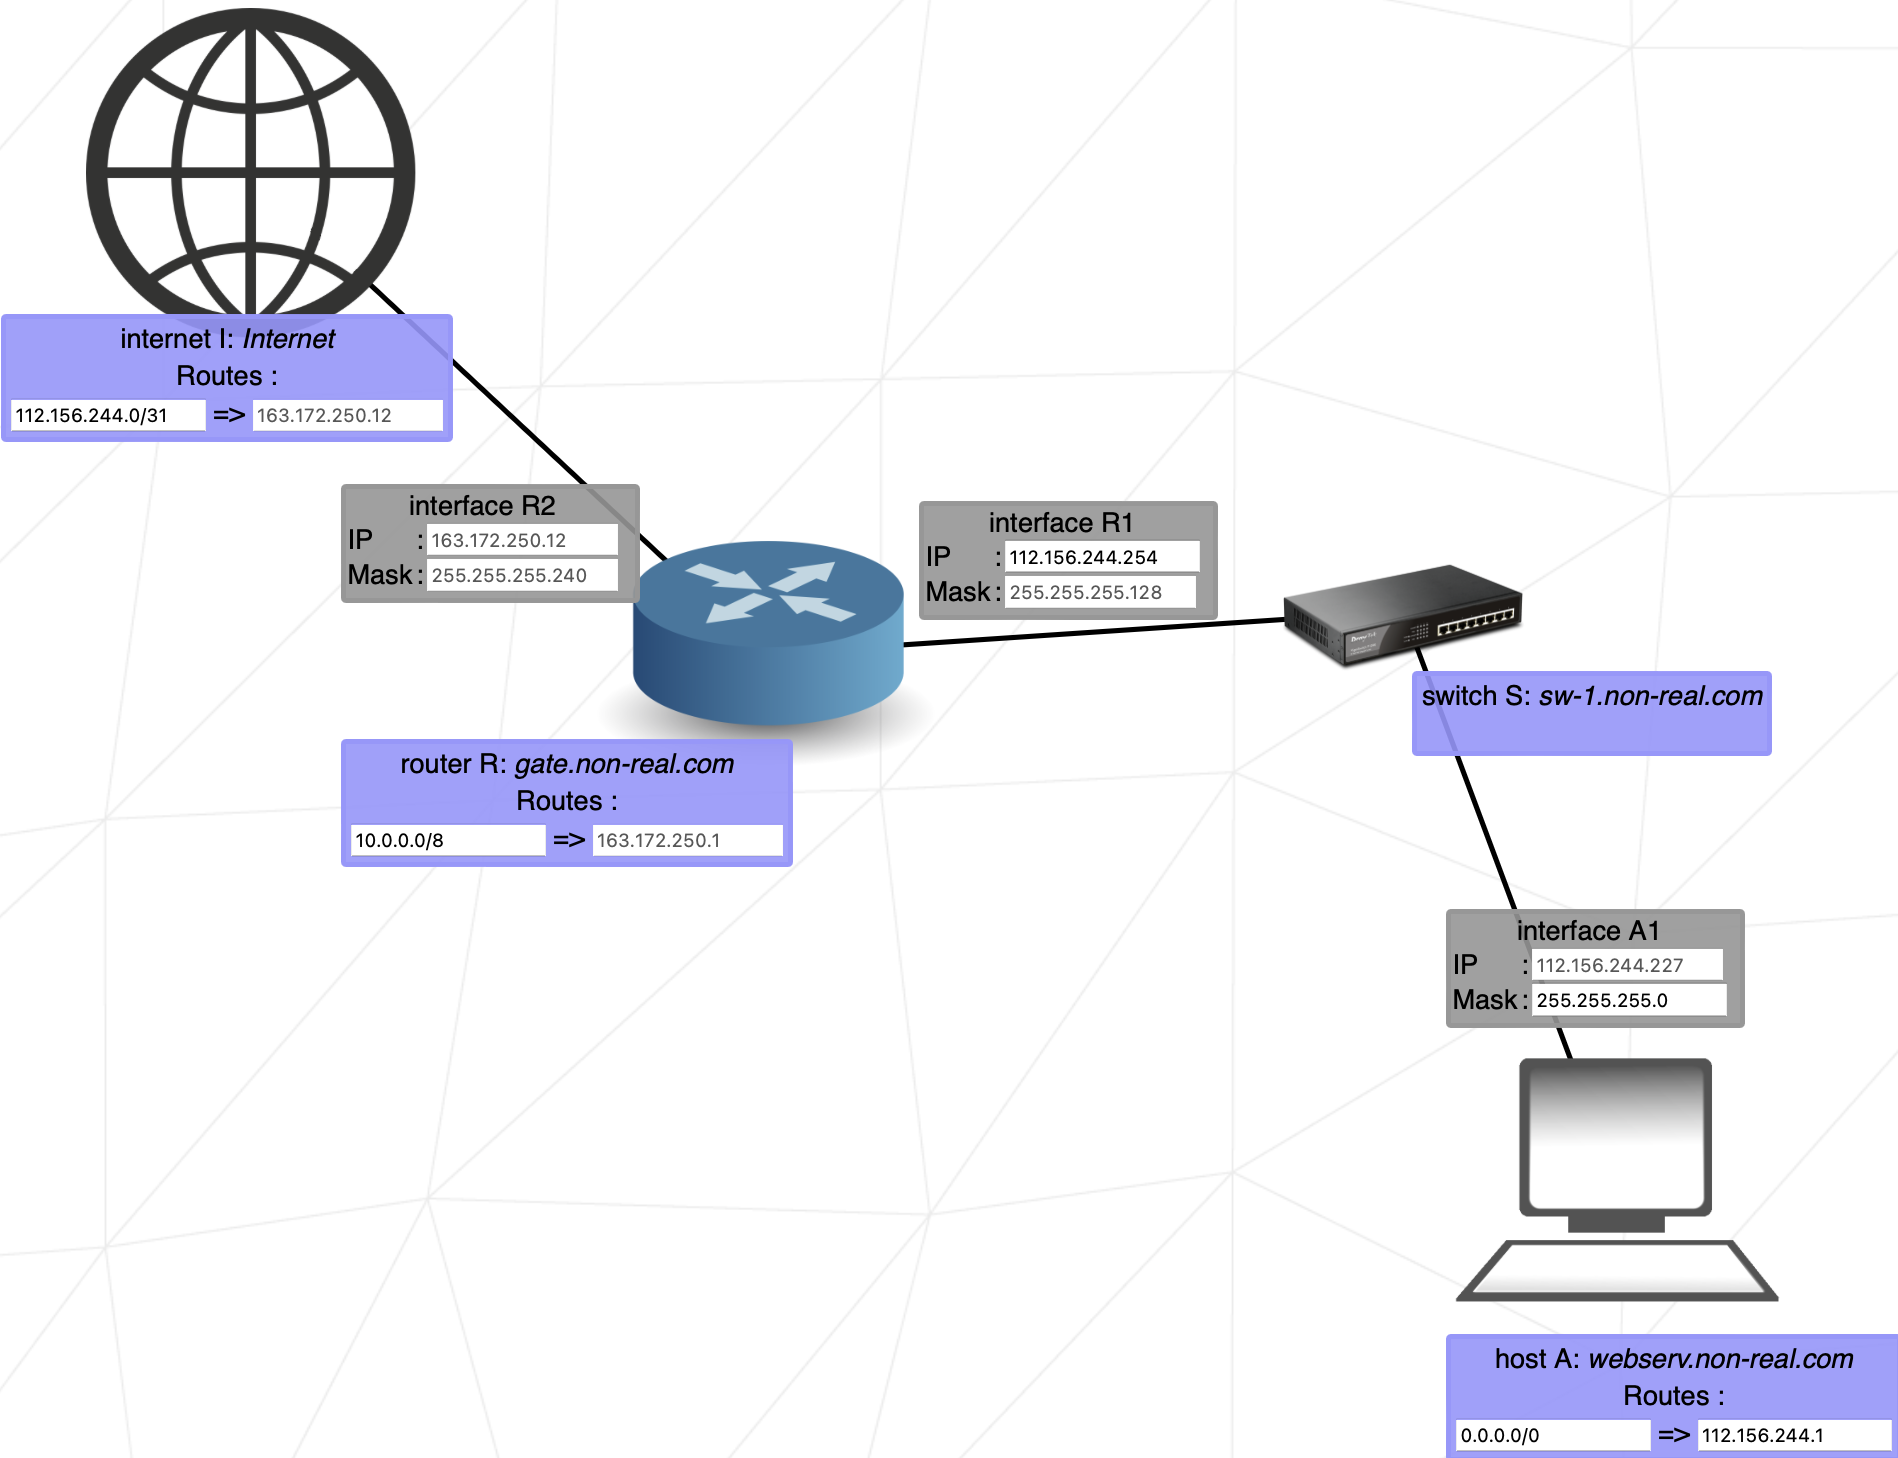 internet I: Internet
Routes :
112.156.244.0/31 => 163.172.250.12
interface R2
IP : 163.172.250.12
Mask : 255.255.255.240
interface R1
IP : 112.156.244.254
Mask : 255.255.255.128
switch S: sw-1.non-real.com
router R: gate.non-real.com
Routes :
10.0.0.0/8 => 163.172.250.1
interface A1
IP : 112.156.244.227
Mask : 255.255.255.0
host A: webserv.non-real.com
Routes :
0.0.0.0/0 => 112.156.244.1